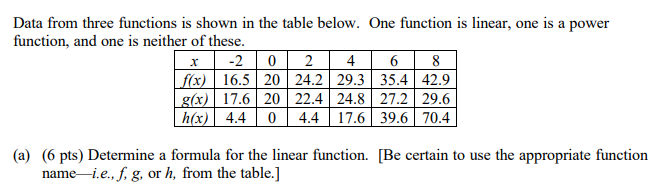 Data from three functions is shown in the table below.  One function is linear, one is a power
function, and one is neither of these.
x -2 0 2 4 6 8
f(x) 16.5 20 24.2 29.3 35.4 42.9
g(x) 17.6 20 22.4 24.8 27.2 29.6
h(x) 4.4 0 4.4 17.6 39.6 70.4
(a)  (6 pts) Determine a formula for the linear function.  [Be certain to use the appropriate function
name—i.e., f, g, or h, from the table.]